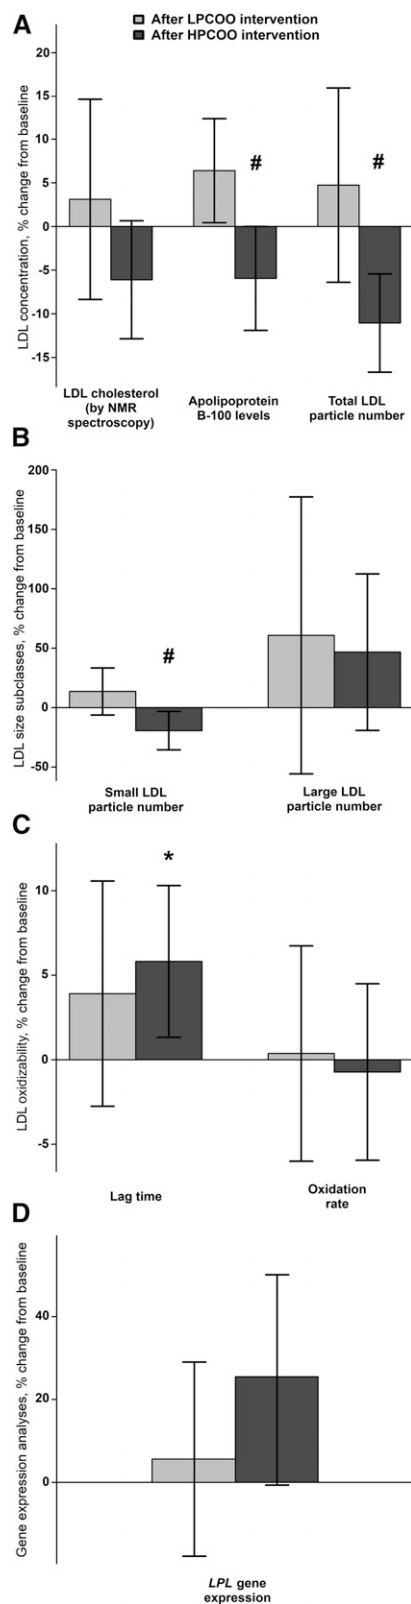 A
After LPCOO intervention
After HPCOO intervention
LDL concentration, % change from baseline
20
15
10
5
0
-5
-10
-15
#
#
LDL cholesterol
(by NMR
spectroscopy)
Apolipoprotein
B-100 levels
Total LDL
particle number
B
LDL size subclasses, % change from baseline
200
150
100
50
0
-50
#
Small LDL
particle number
Large LDL
particle number
C
LDL oxidizability, % change from baseline
10
5
0
-5
*
Lag time
Oxidation
rate
D
Gene expression analyses, % change from baseline
40
20
0
LPL gene
expression